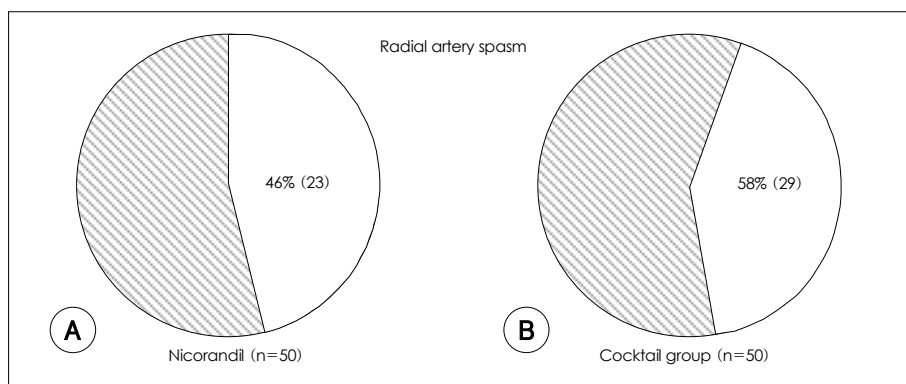 Radial artery spasm
46% (23)
58% (29)
A
B
Nicorandil (n=50)
Cocktail group (n=50)